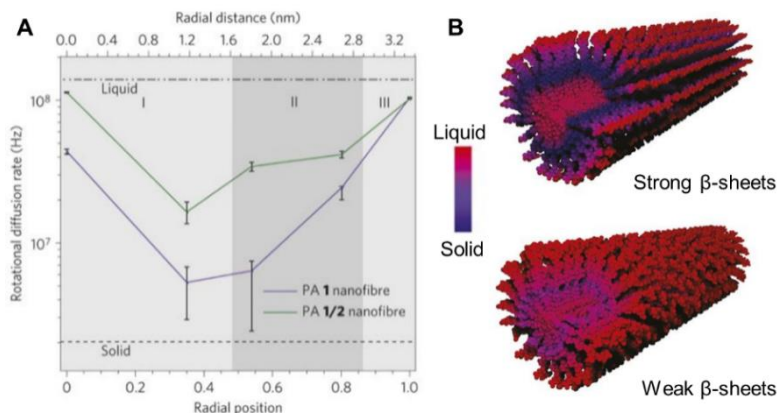 A
Radial distance (nm)
0.0 0.4 0.8 1.2 1.6 2.0 2.4 2.8 3.2
Rotational diffusion rate (Hz)
10⁸
10⁷
Liquid
I
II
III
PA 1 nanofibre
PA 1/2 nanofibre
Solid
0 0.2 0.4 0.6 0.8 1.0
Radial position
B
Liquid
Solid
Strong β-sheets
Weak β-sheets